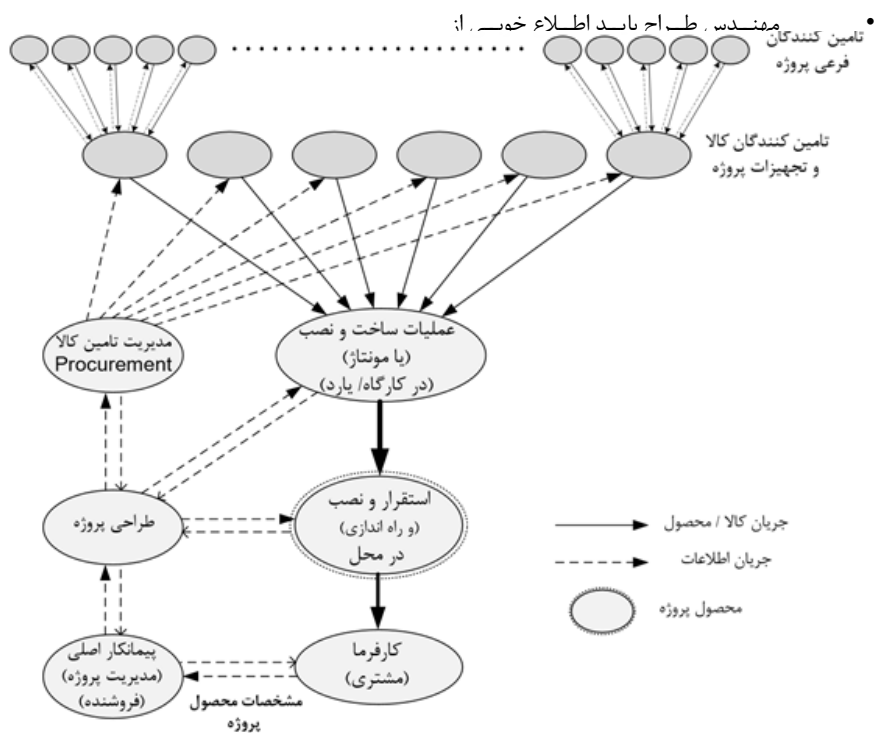 • مهندس طراح باید اطلاع خوبی از
تامین کنندگان
فرعی پروژه
تامین کنندگان کالا
و تجهیزات پروژه
مدیریت تامین کالا
Procurement
عملیات ساخت و نصب
(یا مونتاژ)
(در کارگاه/ یارد)
طراحی پروژه
استقرار و نصب
(و راه اندازی)
در محل
جریان کالا / محصول
جریان اطلاعات
محصول پروژه
پیمانکار اصلی
(مدیریت پروژه)
(فروشنده)
کارفرما
(مشتری)
مشخصات محصول
پروژه